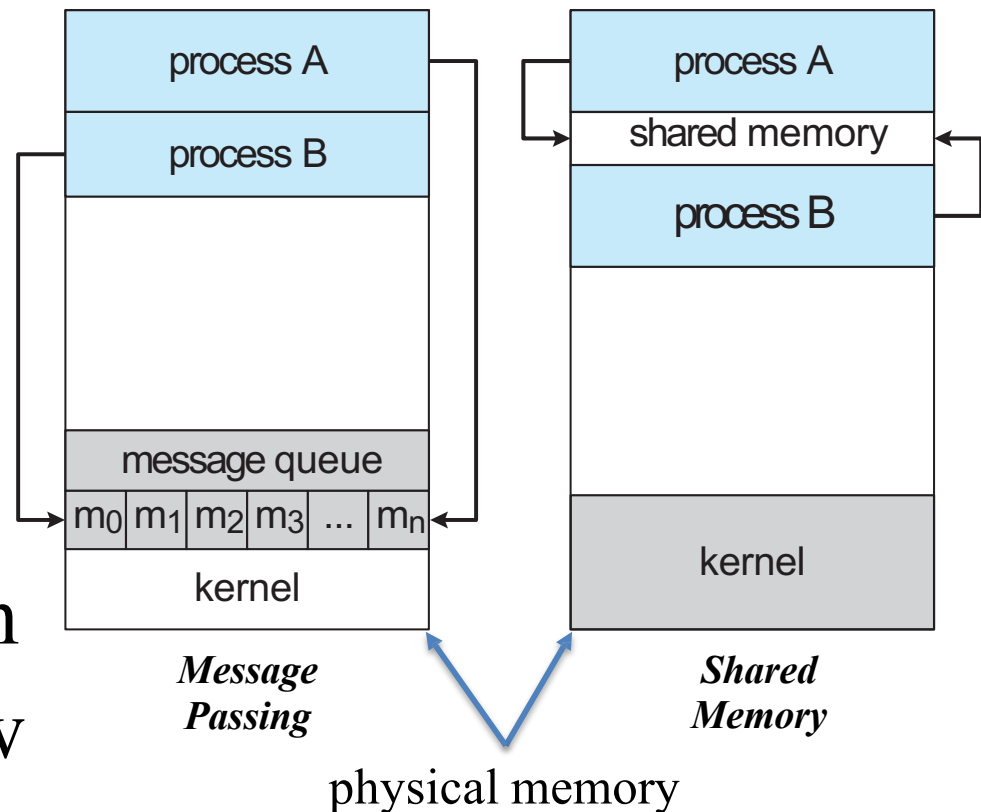 process A
process B
message queue
m0 m1 m2 m3 ... mn
kernel
Message
Passing
process A
shared memory
process B
kernel
Shared
Memory
physical memory
n
w